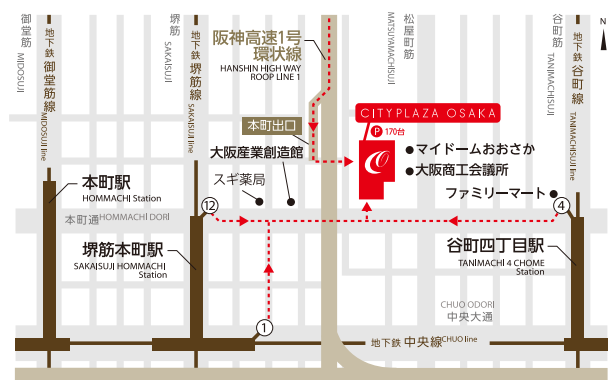 御堂筋
MIDOSUJI
地下鉄 御堂筋線
MIDOSUJI line
堺筋
SAKAISUJI
地下鉄 堺筋線
SAKAISUJI line
阪神高速1号
環状線
HANSHIN HIGH WAY
ROOP LINE 1
松屋町筋
MATSUYAMACHISUJI
谷町筋
TANIMACHISUJI
地下鉄 谷町線
TANIMACHISUJI line
N
CITYPLAZA OSAKA
P 170台
本町出口
大阪産業創造館
スギ薬局
マイドームおおさか
大阪商工会議所
ファミリーマート
本町駅
HOMMACHI Station
本町通 HOMMACHI DORI
12
4
堺筋本町駅
SAKAISUJI HOMMACHI
Station
谷町四丁目駅
TANIMACHI 4 CHOME
Station
CHUO ODORI
中央大通
1
地下鉄 中央線 CHUO line